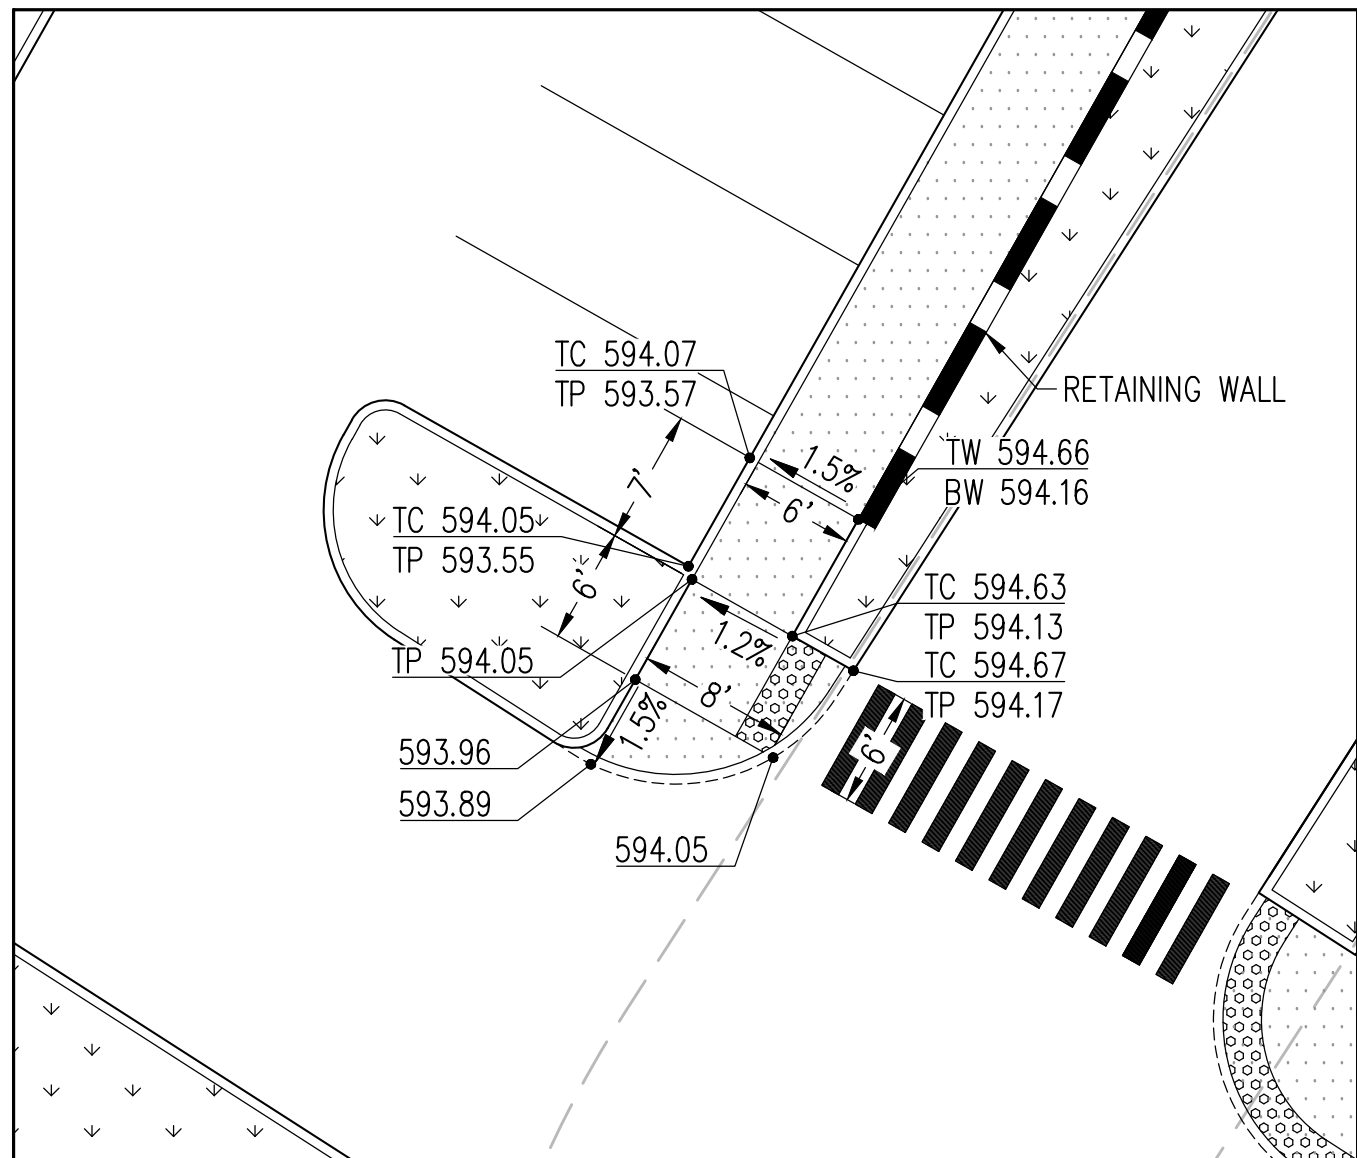 TC 594.07
TP 593.57
RETAINING WALL
1.5%
TW 594.66
BW 594.16
7'
6'
TC 594.05
TP 593.55
6'
TC 594.63
TP 594.13
1.2%
TP 594.05
TC 594.67
TP 594.17
8'
1.5%
593.96
6'
593.89
594.05